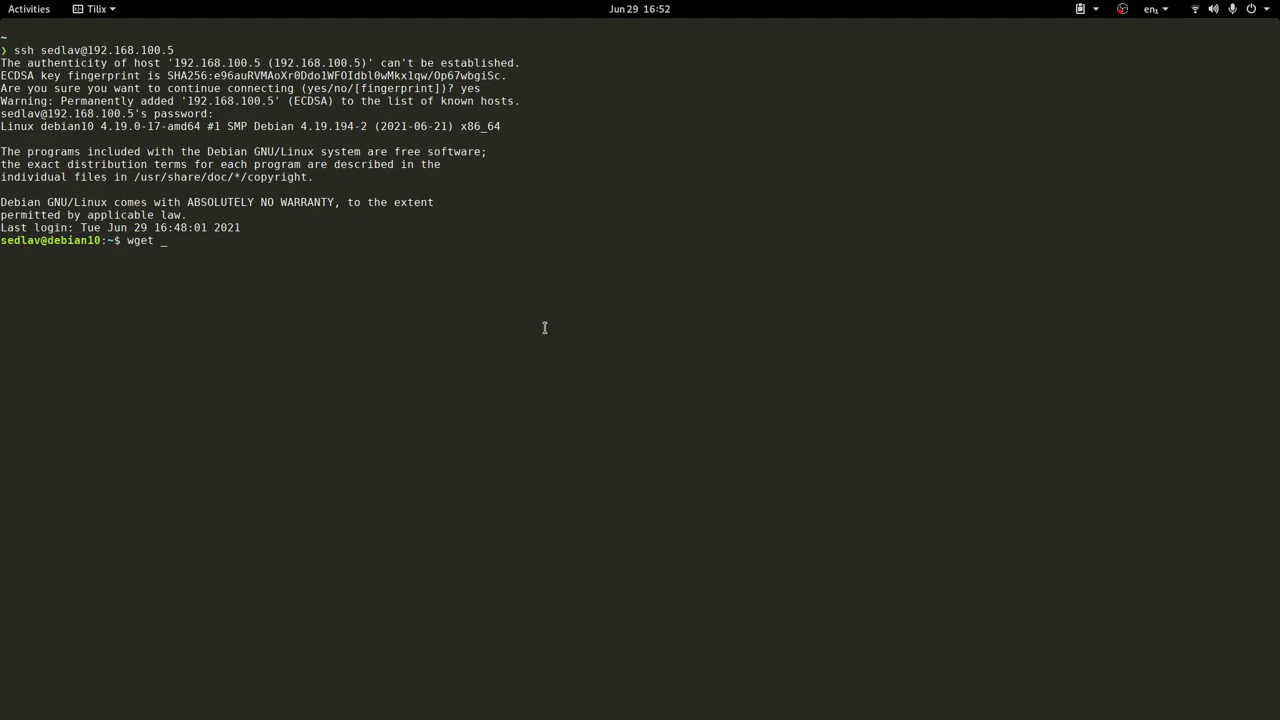 Activities Tilix Jun 29 16:52 en₁
~
❯ ssh sedlav@192.168.100.5
The authenticity of host '192.168.100.5 (192.168.100.5)' can't be established.
ECDSA key fingerprint is SHA256:e96auRVMAoXr0Ddo1WFOIdbl0wMkx1qw/Op67wbgiSc.
Are you sure you want to continue connecting (yes/no/[fingerprint])? yes
Warning: Permanently added '192.168.100.5' (ECDSA) to the list of known hosts.
sedlav@192.168.100.5's password:
Linux debian10 4.19.0-17-amd64 #1 SMP Debian 4.19.194-2 (2021-06-21) x86_64
The programs included with the Debian GNU/Linux system are free software;
the exact distribution terms for each program are described in the
individual files in /usr/share/doc/*/copyright.
Debian GNU/Linux comes with ABSOLUTELY NO WARRANTY, to the extent
permitted by applicable law.
Last login: Tue Jun 29 16:48:01 2021
sedlav@debian10:~$ wget _